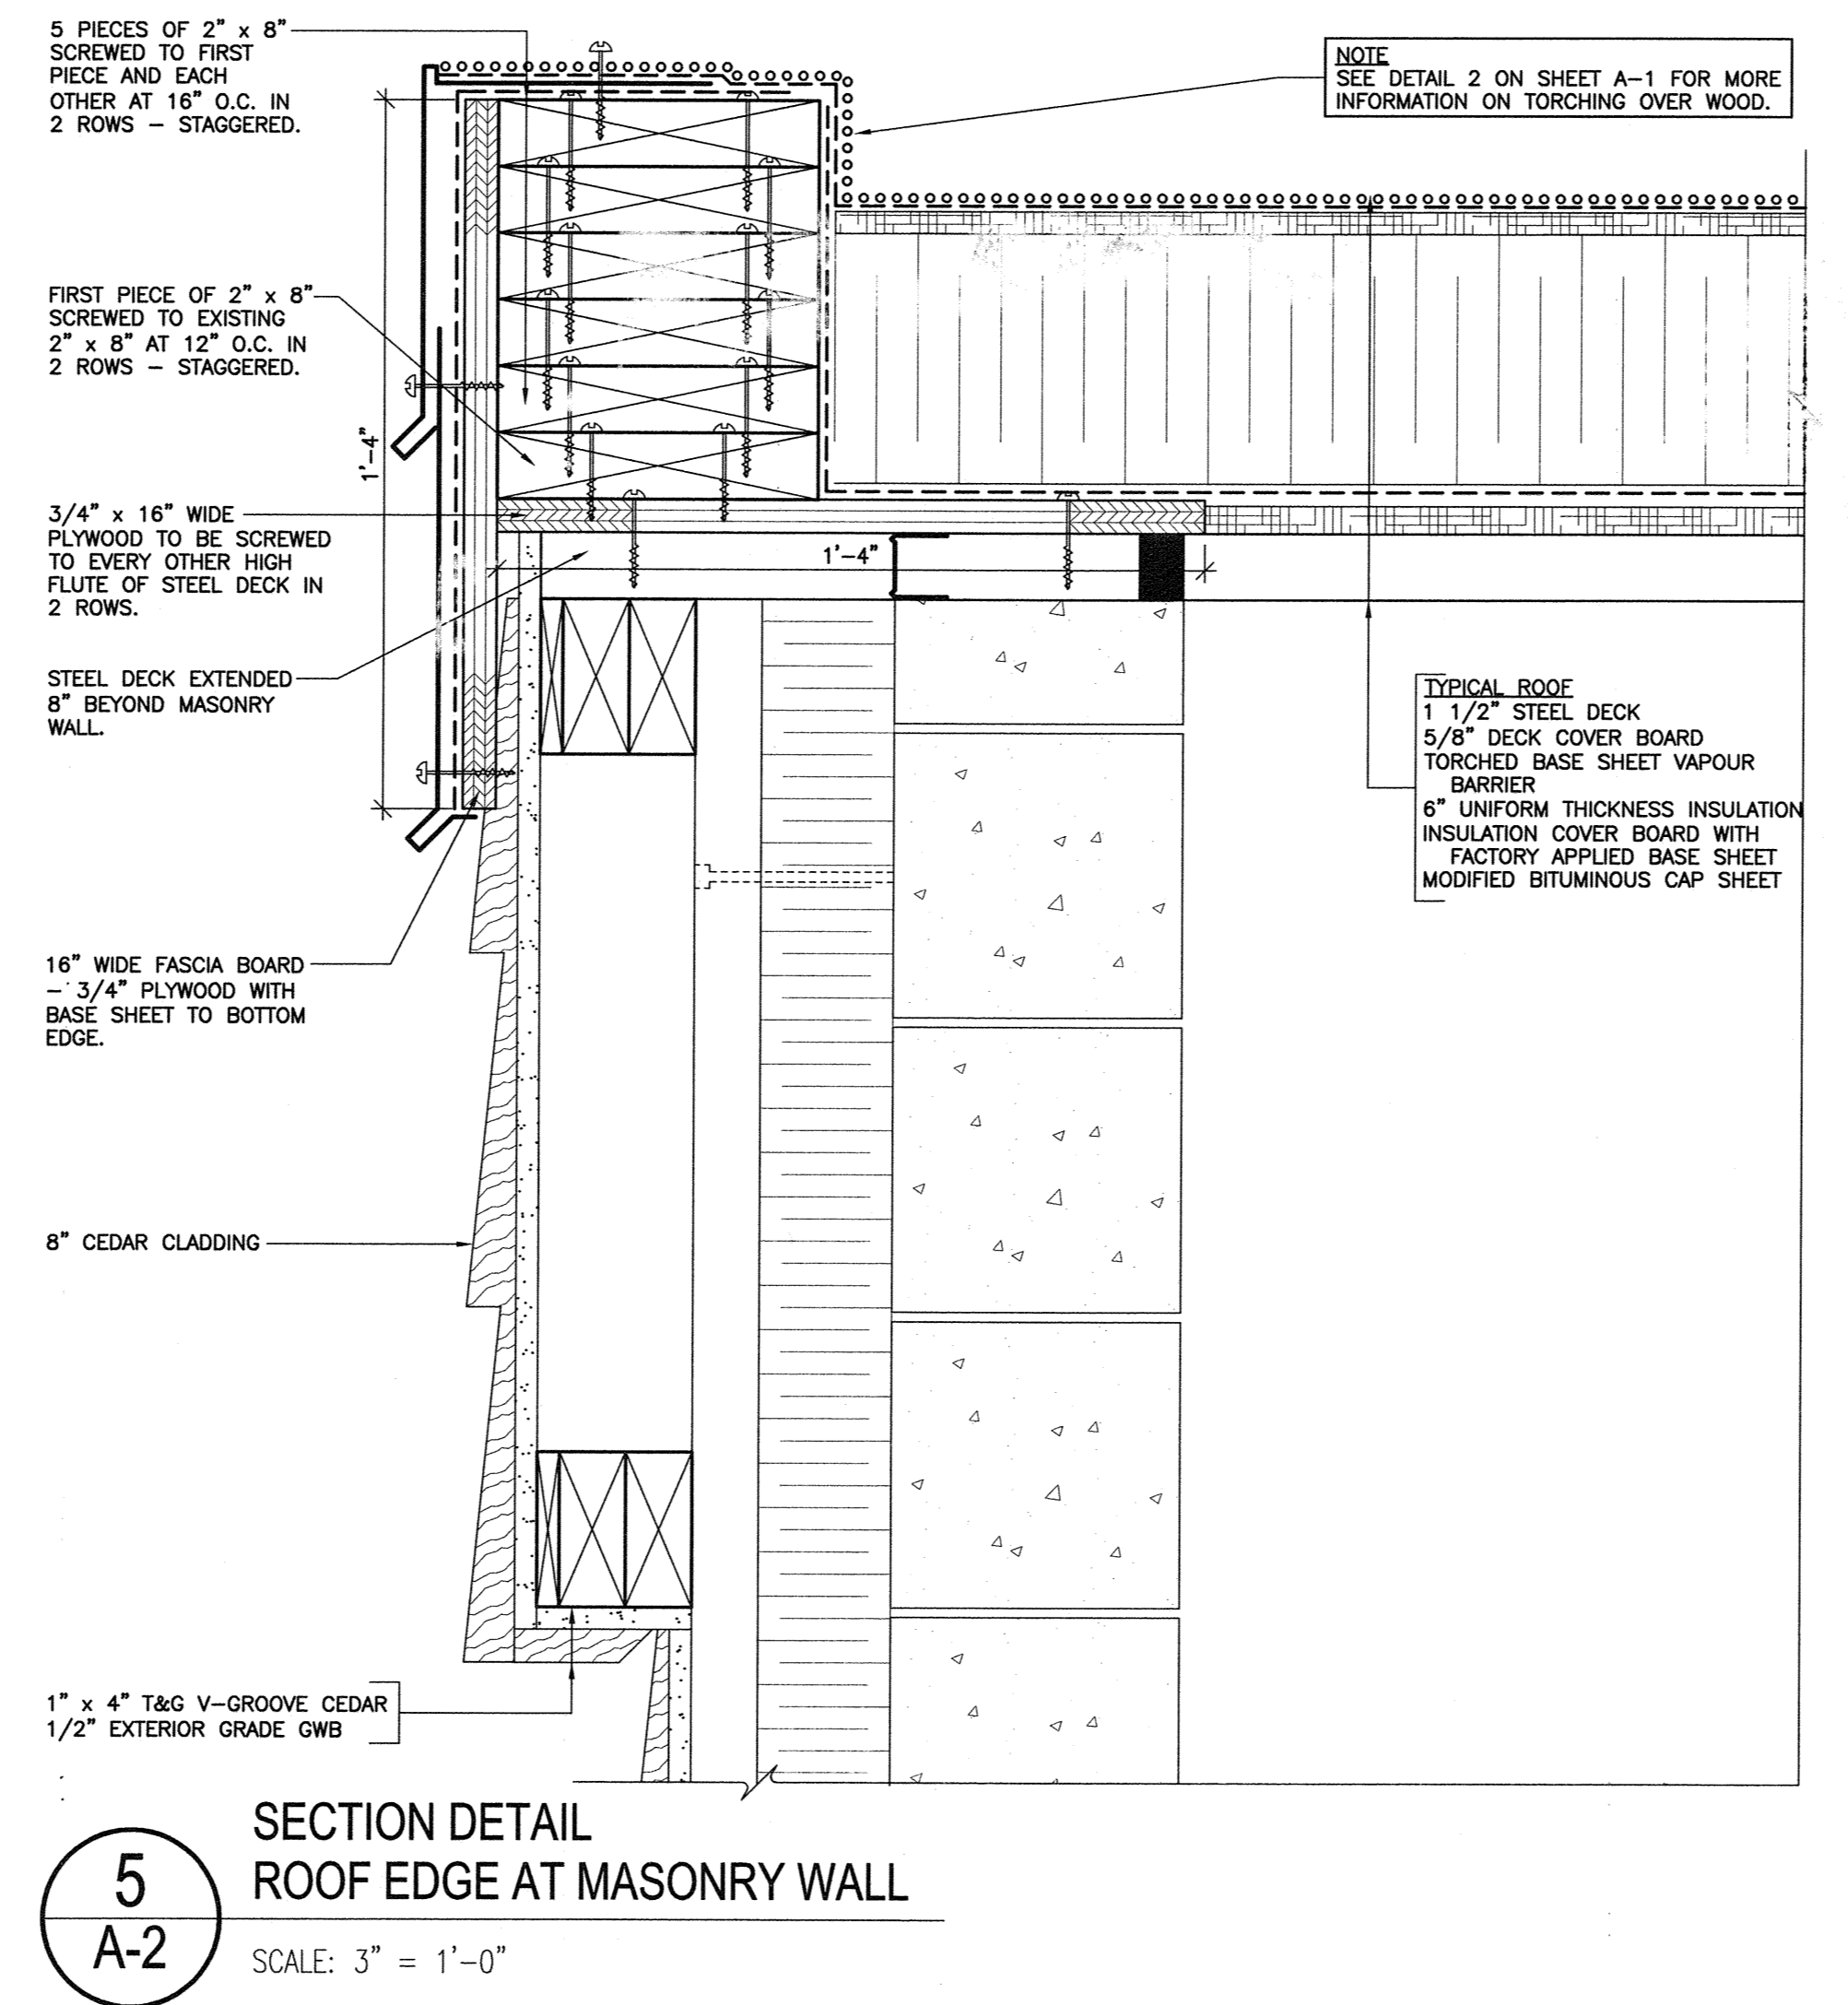 5 PIECES OF 2" x 8"
SCREWED TO FIRST
PIECE AND EACH
OTHER AT 16" O.C. IN
2 ROWS – STAGGERED.
NOTE
SEE DETAIL 2 ON SHEET A–1 FOR MORE
INFORMATION ON TORCHING OVER WOOD.
FIRST PIECE OF 2" x 8"
SCREWED TO EXISTING
2" x 8" AT 12" O.C. IN
2 ROWS – STAGGERED.
1'–4"
3/4" x 16" WIDE
PLYWOOD TO BE SCREWED
TO EVERY OTHER HIGH
FLUTE OF STEEL DECK IN
2 ROWS.
1'–4"
STEEL DECK EXTENDED
8" BEYOND MASONRY
WALL.
TYPICAL ROOF
1 1/2" STEEL DECK
5/8" DECK COVER BOARD
TORCHED BASE SHEET VAPOUR
BARRIER
6" UNIFORM THICKNESS INSULATION
INSULATION COVER BOARD WITH
FACTORY APPLIED BASE SHEET
MODIFIED BITUMINOUS CAP SHEET
16" WIDE FASCIA BOARD
– 3/4" PLYWOOD WITH
BASE SHEET TO BOTTOM
EDGE.
8" CEDAR CLADDING
1" x 4" T&G V–GROOVE CEDAR
1/2" EXTERIOR GRADE GWB
5
A-2
SECTION DETAIL
ROOF EDGE AT MASONRY WALL
SCALE: 3" = 1'–0"